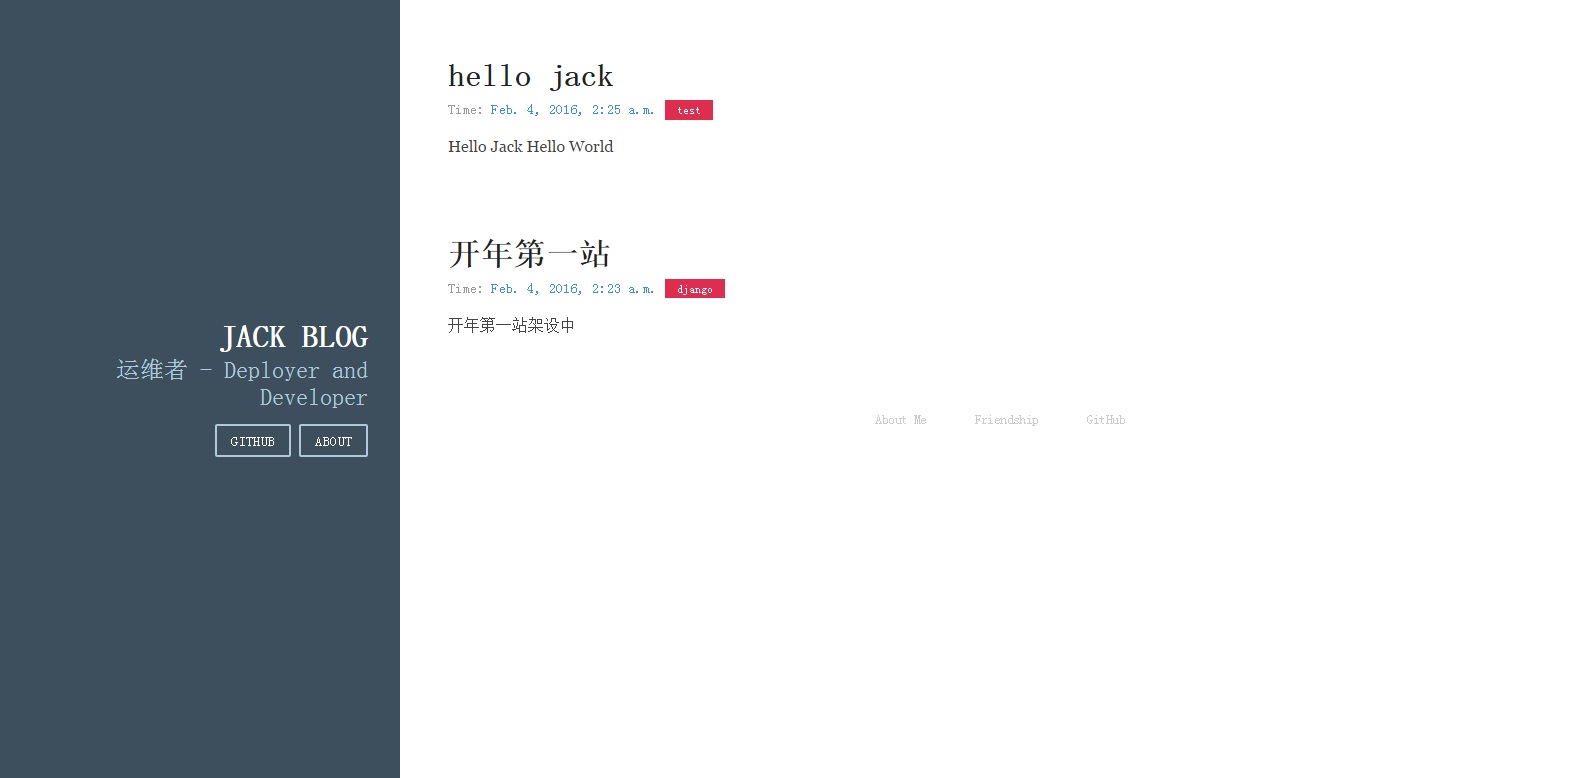 JACK BLOG
运维者 - Deployer and
Developer
GITHUB ABOUT
hello jack
Time: Feb. 4, 2016, 2:25 a.m. test
Hello Jack Hello World
开年第一站
Time: Feb. 4, 2016, 2:23 a.m. django
开年第一站架设中
About Me Friendship GitHub